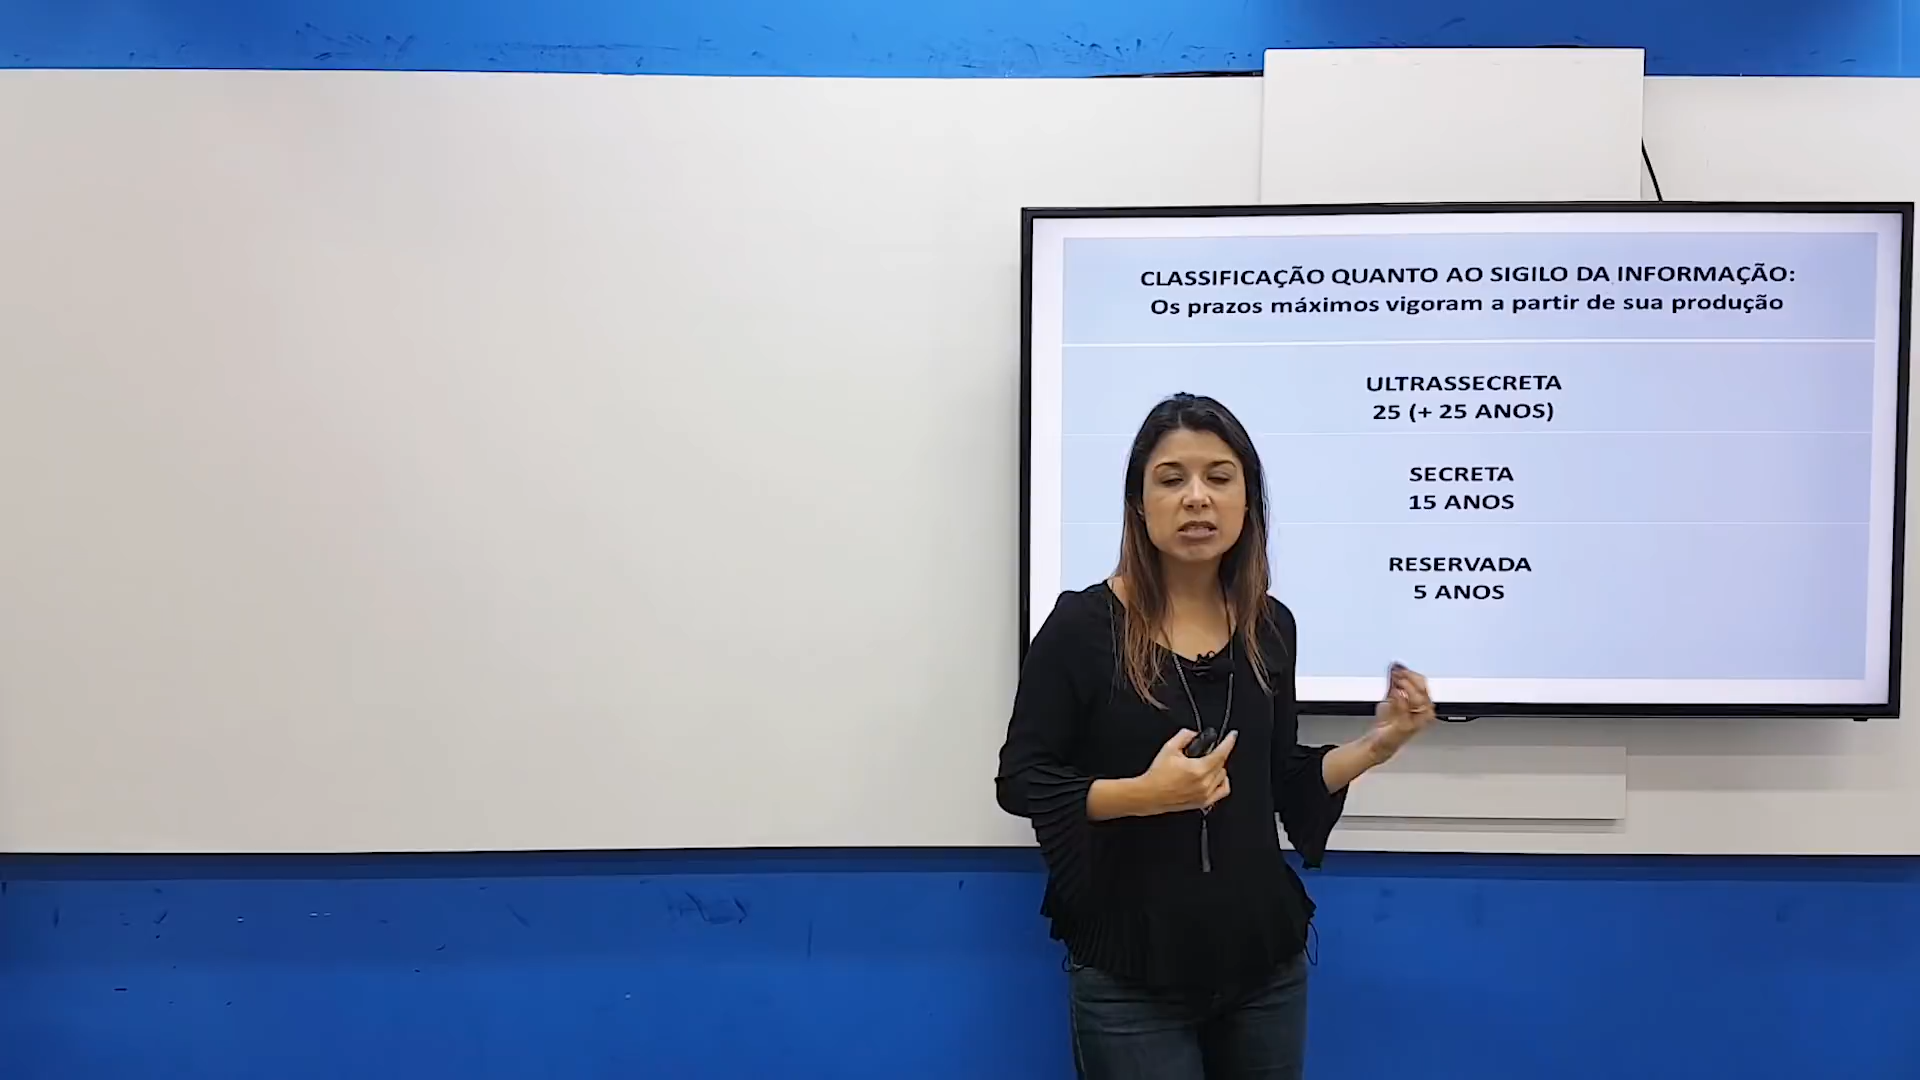 CLASSIFICAÇÃO QUANTO AO SIGILO DA INFORMAÇÃO:
Os prazos máximos vigoram a partir de sua produção
ULTRASSECRETA
25 (+ 25 ANOS)
SECRETA
15 ANOS
RESERVADA
5 ANOS